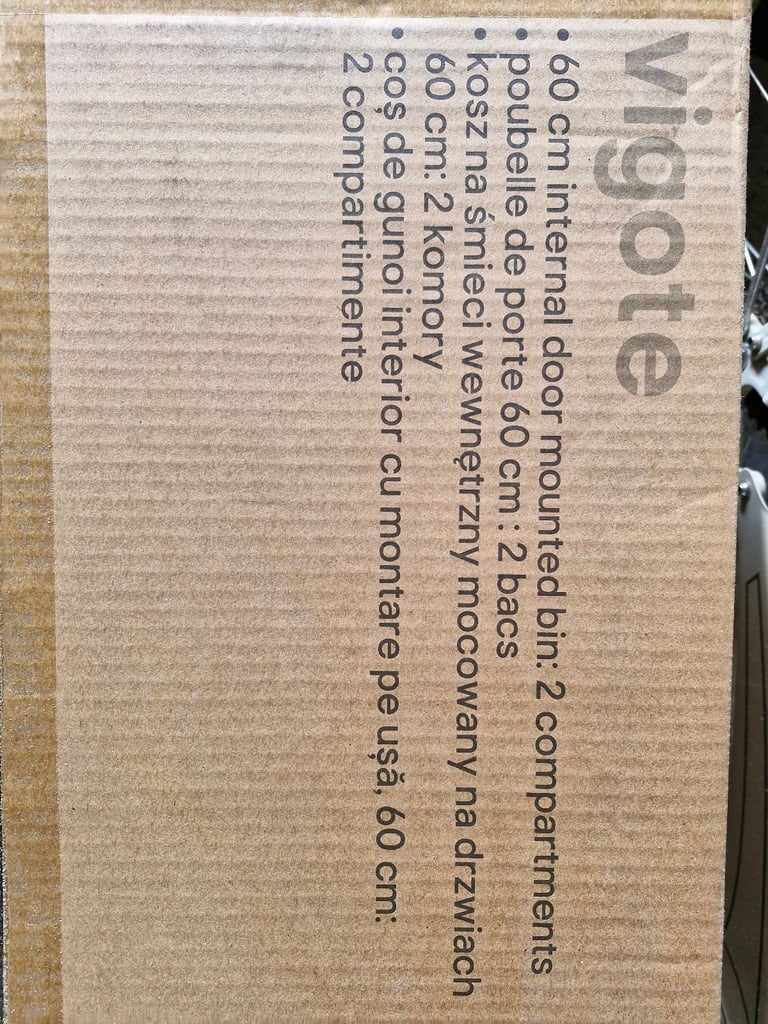 vigote
• 60 cm internal door mounted bin: 2 compartments
• poubelle de porte 60 cm : 2 bacs
• kosz na śmieci wewnętrzny mocowany na drzwiach
60 cm: 2 komory
• coș de gunoi interior cu montare pe ușă, 60 cm:
2 compartimente